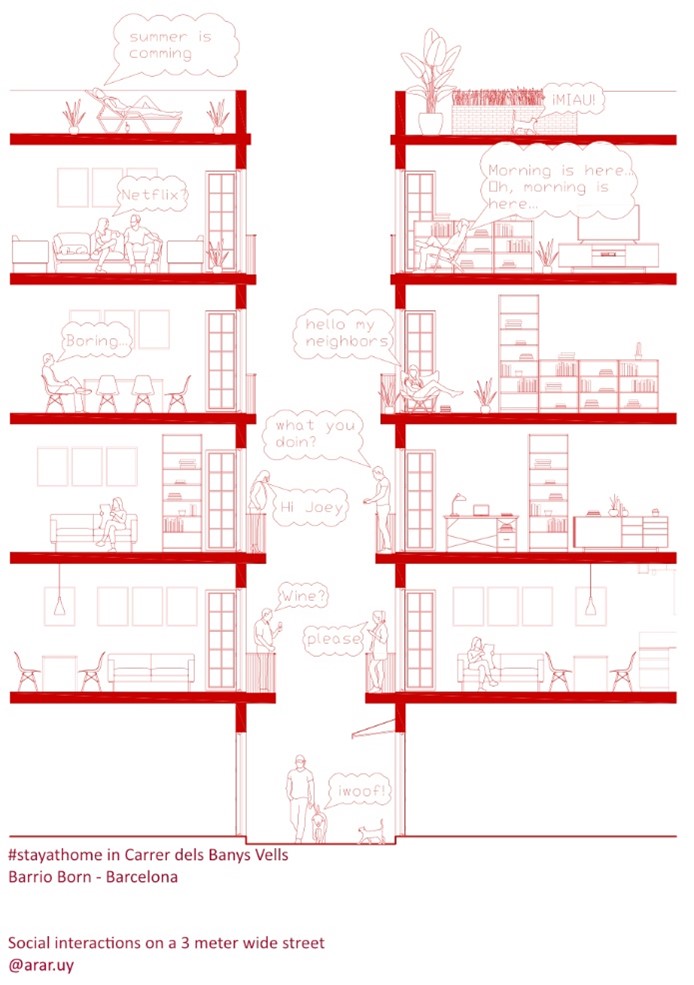 summer is
comming
¡MIAU!
Netflix?
Morning is here..
Oh, morning is
here...
Boring...
hello my
neighbors
what you
doin?
Hi Joey
Wine?
please
¡woof!
#stayathome in Carrer dels Banys Vells
Barrio Born - Barcelona
Social interactions on a 3 meter wide street
@arar.uy